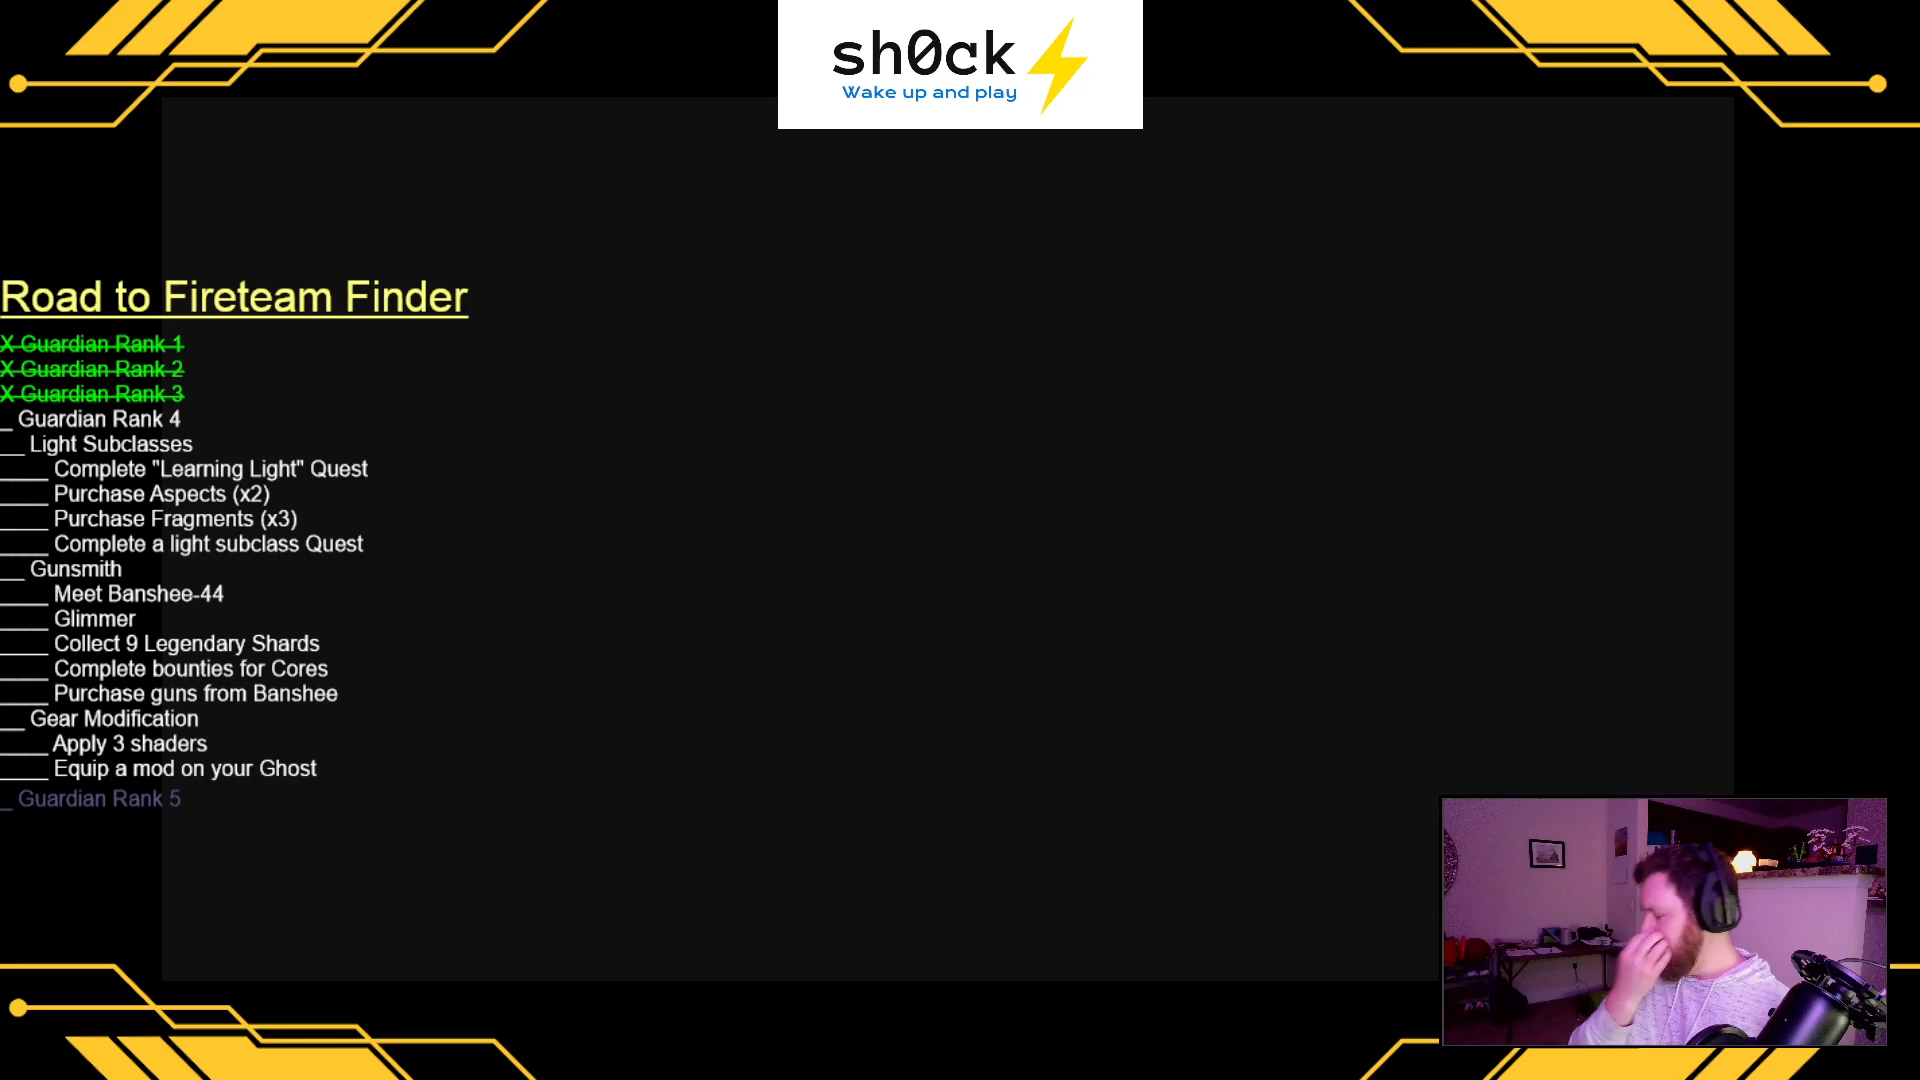 sh0ck
Wake up and play
Road to Fireteam Finder
X Guardian Rank 1
X Guardian Rank 2
X Guardian Rank 3
_ Guardian Rank 4
__ Light Subclasses
____ Complete "Learning Light" Quest
____ Purchase Aspects (x2)
____ Purchase Fragments (x3)
____ Complete a light subclass Quest
__ Gunsmith
____ Meet Banshee-44
____ Glimmer
____ Collect 9 Legendary Shards
____ Complete bounties for Cores
____ Purchase guns from Banshee
__ Gear Modification
____ Apply 3 shaders
____ Equip a mod on your Ghost
_ Guardian Rank 5